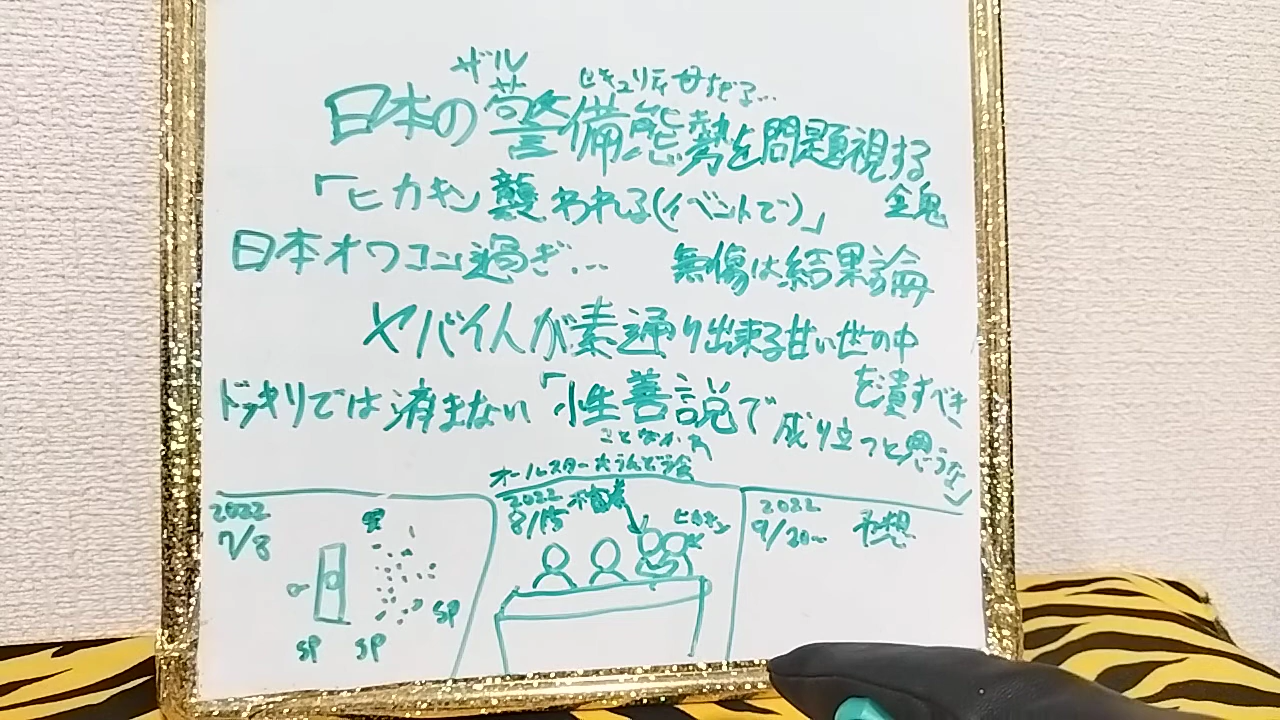 ザル
セキュリティ甘すぎる...
日本の警備態勢を問題視する
金鬼
「ヒカキン襲われる(イベントで)」
日本オワコン過ぎ... 無傷は結果論
ヤバイ人が素通り出来る甘い世の中
を潰すべき
ドッキリでは済まない「性善説で
成り立つと思うな」
ことなかれ
オールスター大うんどう会
2022
7/8
SP SP SP
2022
8/15
不審者
ヒカキン
2022
9/20~ 予想